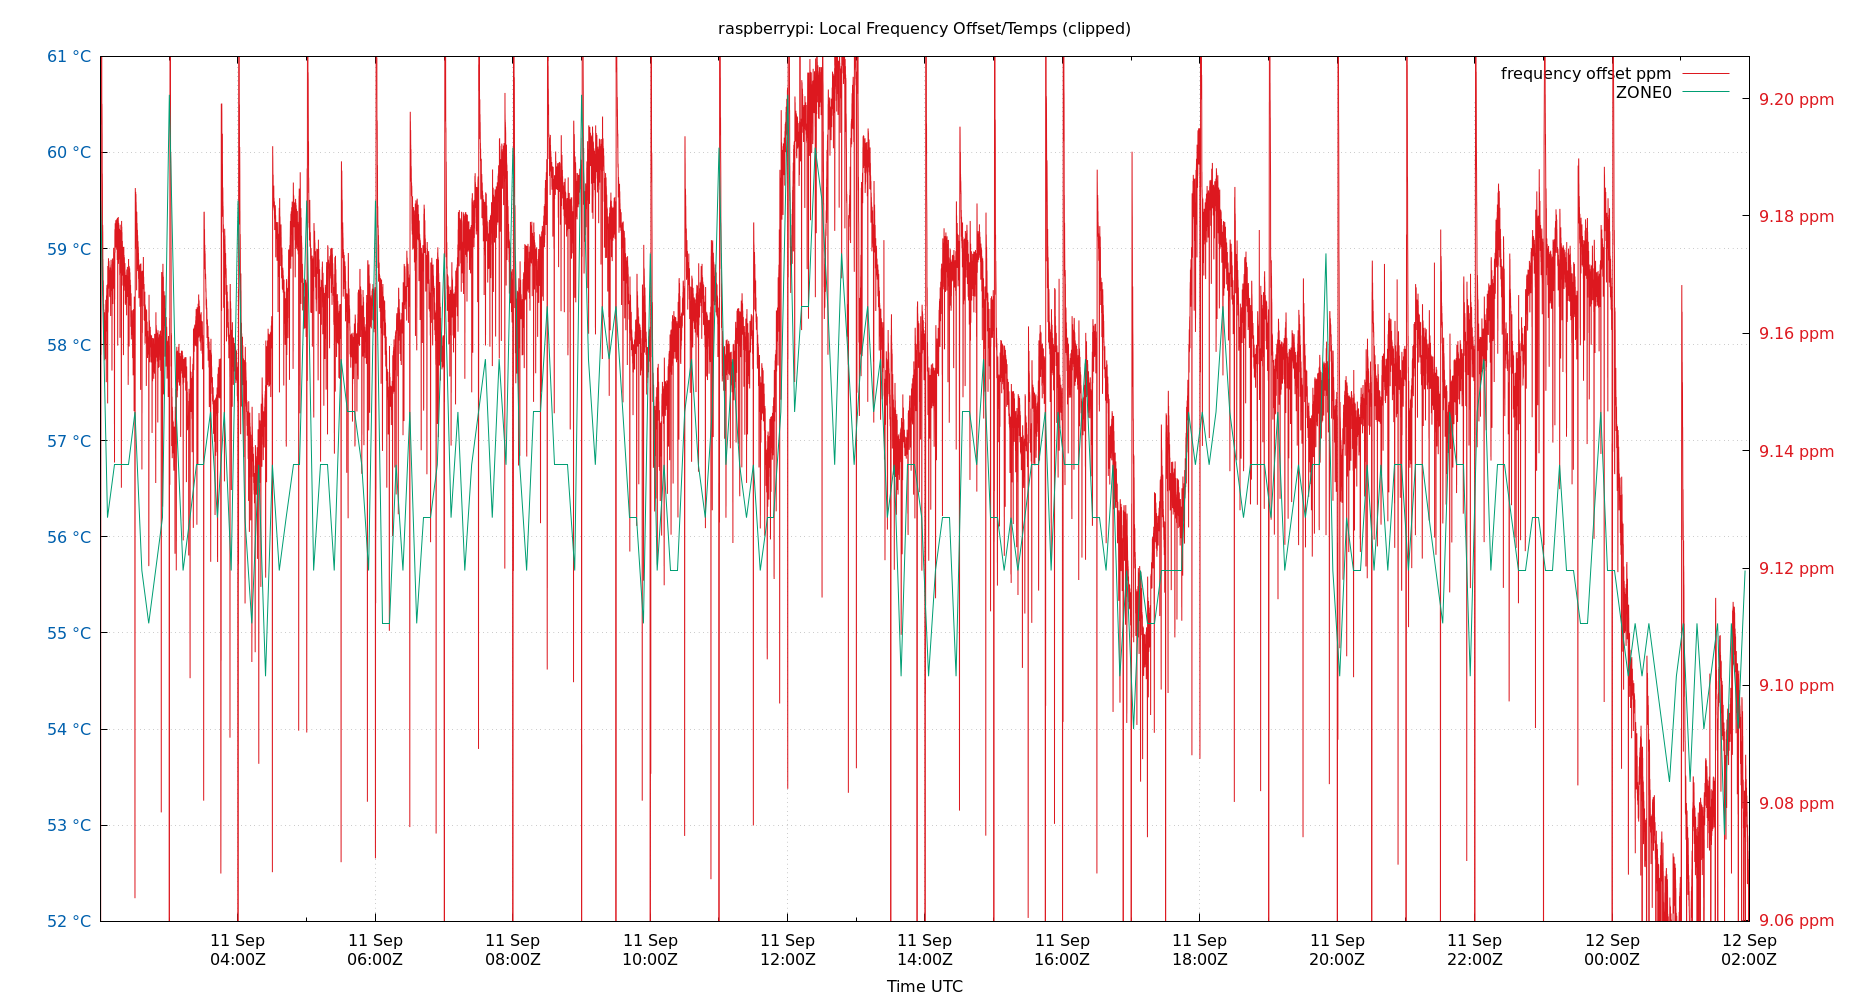 raspberrypi: Local Frequency Offset/Temps (clipped)
61 °C
60 °C
59 °C
58 °C
57 °C
56 °C
55 °C
54 °C
53 °C
52 °C
frequency offset ppm
ZONE0
9.20 ppm
9.18 ppm
9.16 ppm
9.14 ppm
9.12 ppm
9.10 ppm
9.08 ppm
9.06 ppm
11 Sep 11 Sep 11 Sep 11 Sep 11 Sep 11 Sep 11 Sep 11 Sep 11 Sep 11 Sep 12 Sep 12 Sep
04:00Z 06:00Z 08:00Z 10:00Z 12:00Z 14:00Z 16:00Z 18:00Z 20:00Z 22:00Z 00:00Z 02:00Z
Time UTC